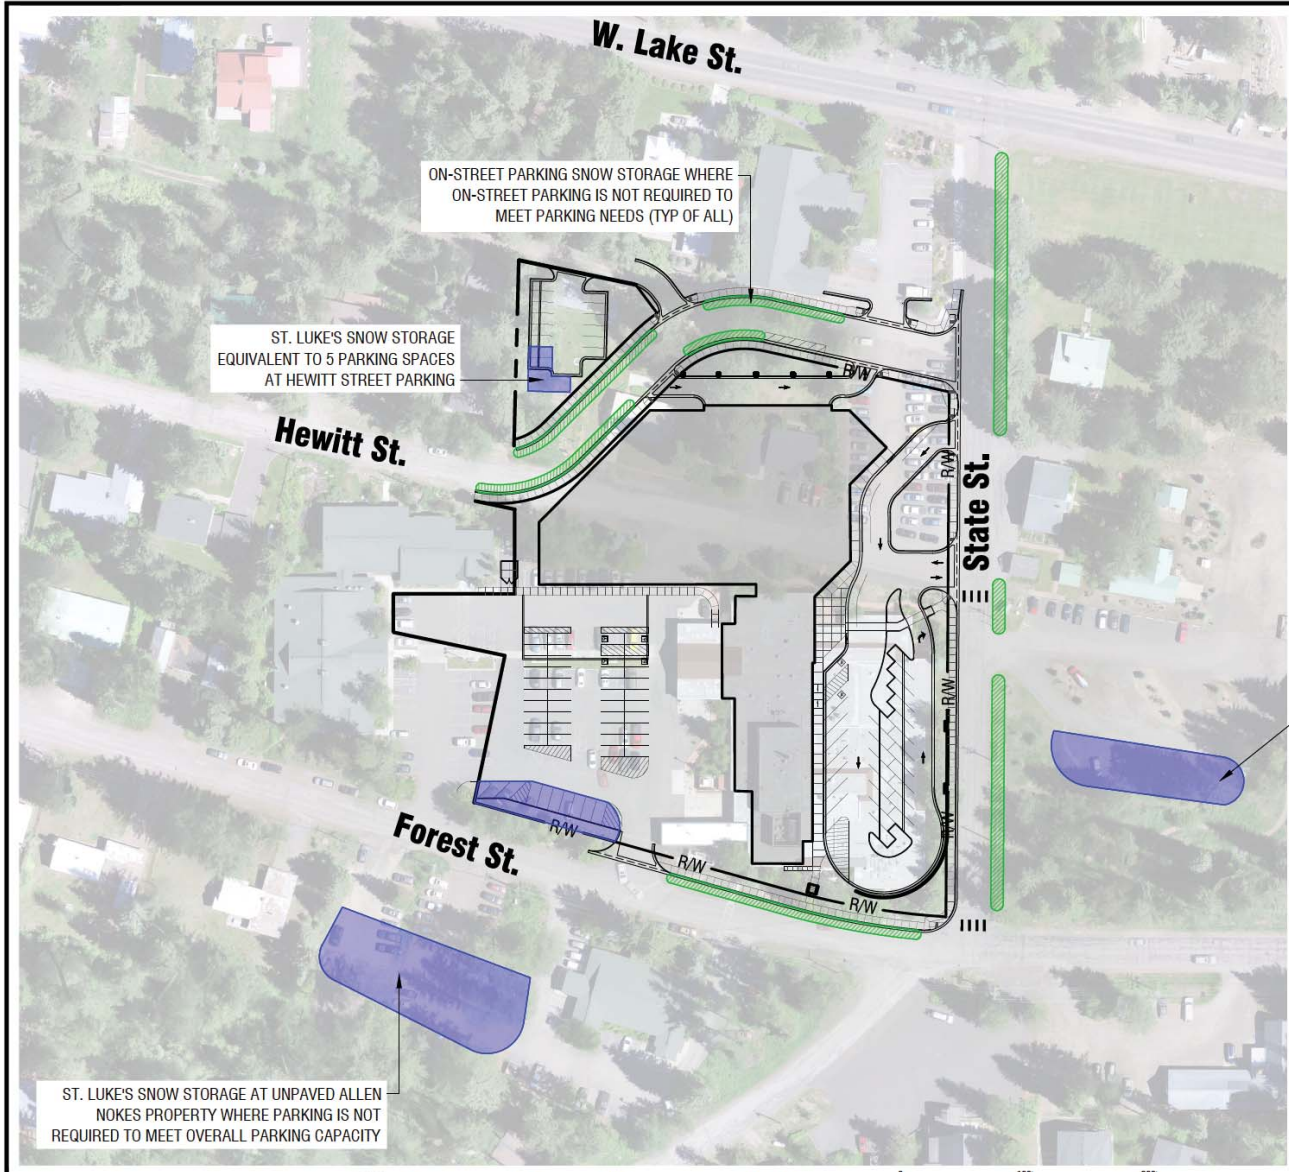 W. Lake St.
ON-STREET PARKING SNOW STORAGE WHERE
ON-STREET PARKING IS NOT REQUIRED TO
MEET PARKING NEEDS (TYP OF ALL)
ST. LUKE'S SNOW STORAGE
EQUIVALENT TO 5 PARKING SPACES
AT HEWITT STREET PARKING
R/W
Hewitt St.
R/W
State St.
R/W
R/W
R/W
Forest St.
R/W
R/W
ST. LUKE'S SNOW STORAGE AT UNPAVED ALLEN
NOKES PROPERTY WHERE PARKING IS NOT
REQUIRED TO MEET OVERALL PARKING CAPACITY